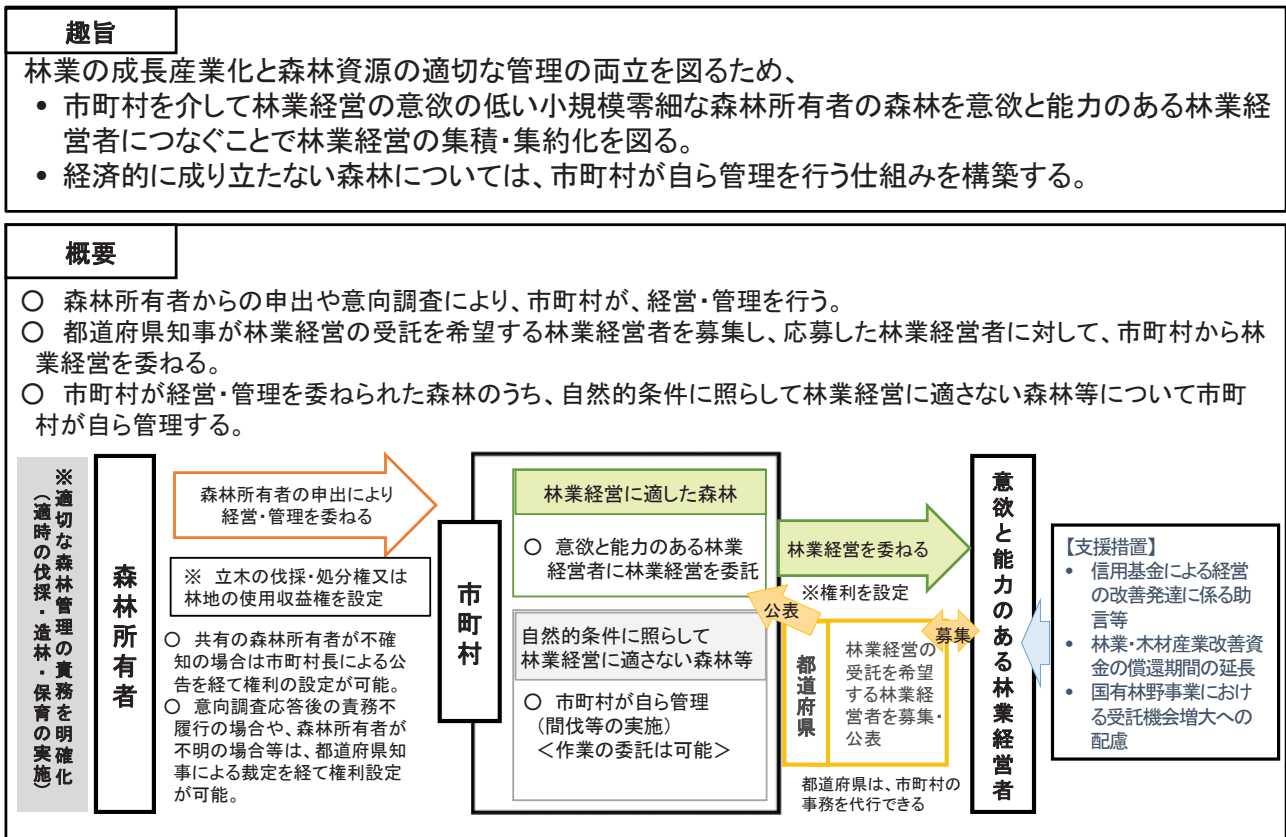 趣旨
林業の成長産業化と森林資源の適切な管理の両立を図るため、
• 市町村を介して林業経営の意欲の低い小規模零細な森林所有者の森林を意欲と能力のある林業経
営者につなぐことで林業経営の集積・集約化を図る。
• 経済的に成り立たない森林については、市町村が自ら管理を行う仕組みを構築する。
概要
○ 森林所有者からの申出や意向調査により、市町村が、経営・管理を行う。
○ 都道府県知事が林業経営の受託を希望する林業経営者を募集し、応募した林業経営者に対して、市町村から林
業経営を委ねる。
○ 市町村が経営・管理を委ねられた森林のうち、自然的条件に照らして林業経営に適さない森林等について市町
村が自ら管理する。
※適切な森林管理の責務を明確化
(適時の伐採・造林・保育の実施)
森林所有者
森林所有者の申出により
経営・管理を委ねる
※ 立木の伐採・処分権又は
林地の使用収益権を設定
○ 共有の森林所有者が不確
知の場合は市町村長による公
告を経て権利の設定が可能。
○ 意向調査応答後の責務不
履行の場合や、森林所有者が
不明の場合等は、都道府県知
事による裁定を経て権利設定
が可能。
市町村
林業経営に適した森林
○ 意欲と能力のある林業
経営者に林業経営を委託
自然的条件に照らして
林業経営に適さない森林等
○ 市町村が自ら管理
(間伐等の実施)
<作業の委託は可能>
林業経営を委ねる
※権利を設定
公表
募集
都道府県
林業経営の
受託を希望
する林業経
営者を募集・
公表
都道府県は、市町村の
事務を代行できる
意欲と能力のある林業経営者
【支援措置】
• 信用基金による経営
の改善発達に係る助
言等
• 林業・木材産業改善資
金の償還期間の延長
• 国有林野事業におけ
る受託機会増大への
配慮